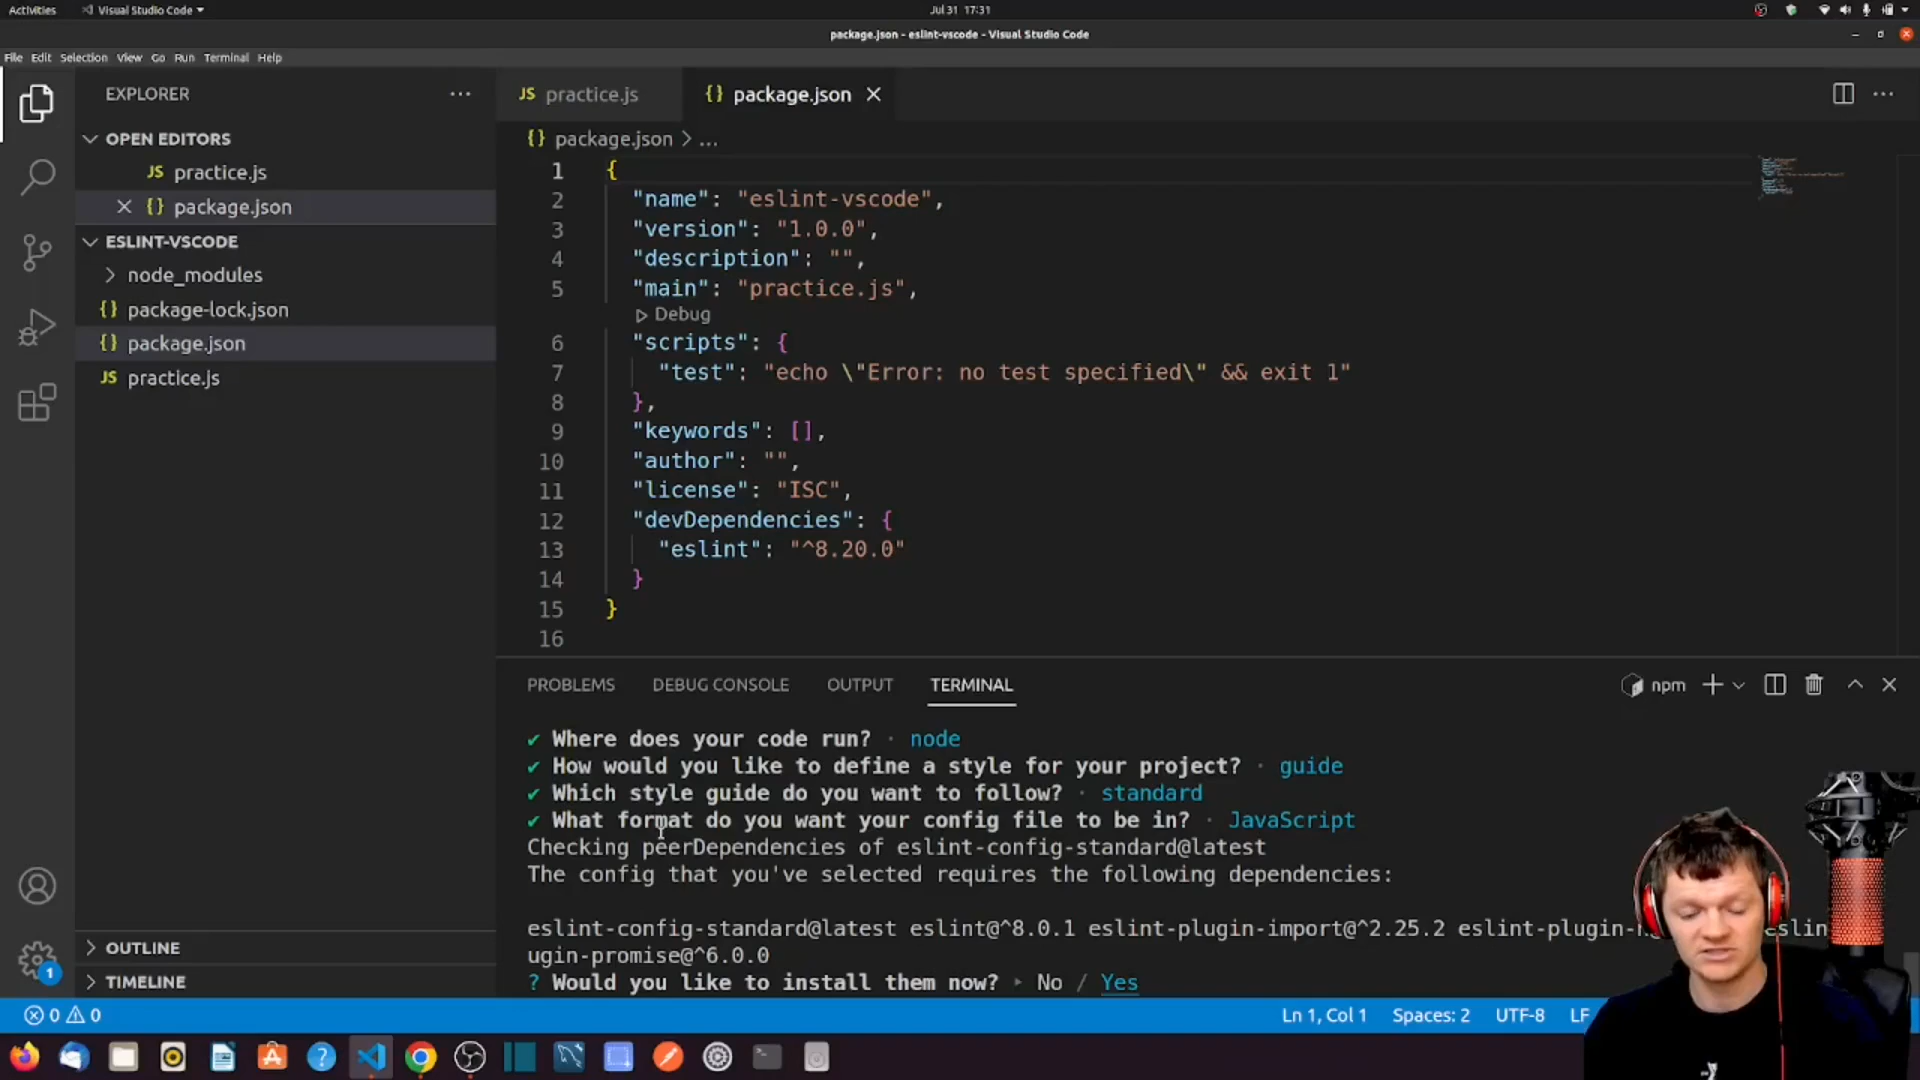 Activities
Visual Studio Code
Jul 31 17:31
package.json - eslint-vscode - Visual Studio Code
File Edit Selection View Go Run Terminal Help
EXPLORER
OPEN EDITORS
JS practice.js
{} package.json
ESLINT-VSCODE
node_modules
{} package-lock.json
{} package.json
JS practice.js
OUTLINE
TIMELINE
1
JS practice.js
{} package.json
{} package.json > ...
1 {
2 "name": "eslint-vscode",
3 "version": "1.0.0",
4 "description": "",
5 "main": "practice.js",
Debug
6 "scripts": {
7 "test": "echo \"Error: no test specified\" && exit 1"
8 },
9 "keywords": [],
10 "author": "",
11 "license": "ISC",
12 "devDependencies": {
13 "eslint": "^8.20.0"
14 }
15 }
16
PROBLEMS DEBUG CONSOLE OUTPUT TERMINAL
npm
✔ Where does your code run? · node
✔ How would you like to define a style for your project? · guide
✔ Which style guide do you want to follow? · standard
✔ What format do you want your config file to be in? · JavaScript
Checking peerDependencies of eslint-config-standard@latest
The config that you've selected requires the following dependencies:
eslint-config-standard@latest eslint@^8.0.1 eslint-plugin-import@^2.25.2
ugin-promise@^6.0.0
? Would you like to install them now? ▸ No / Yes
0 0
Ln 1, Col 1 Spaces: 2 UTF-8 LF